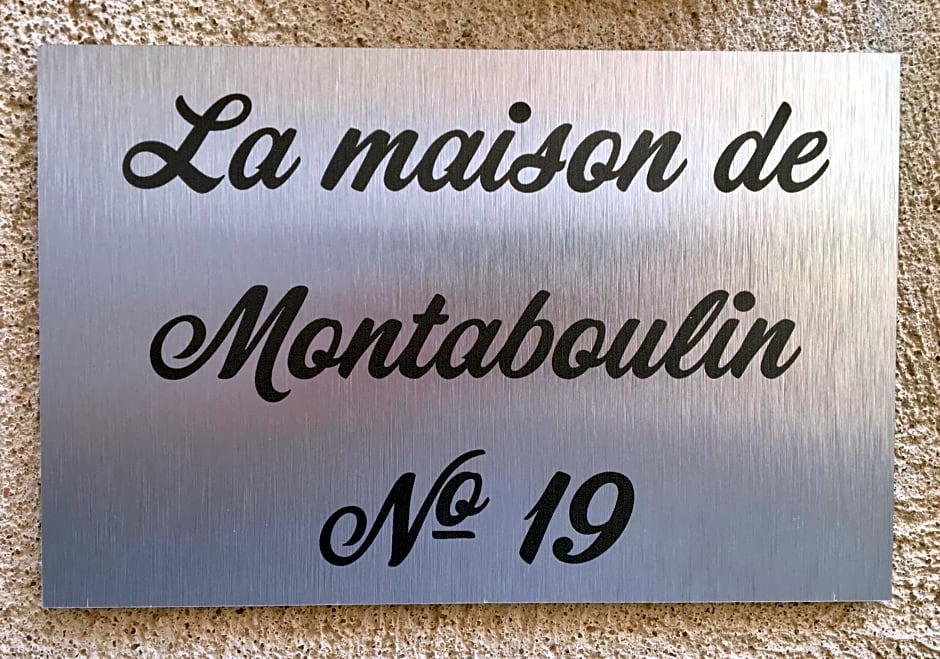 La maison de
Montaboulin
Nº 19